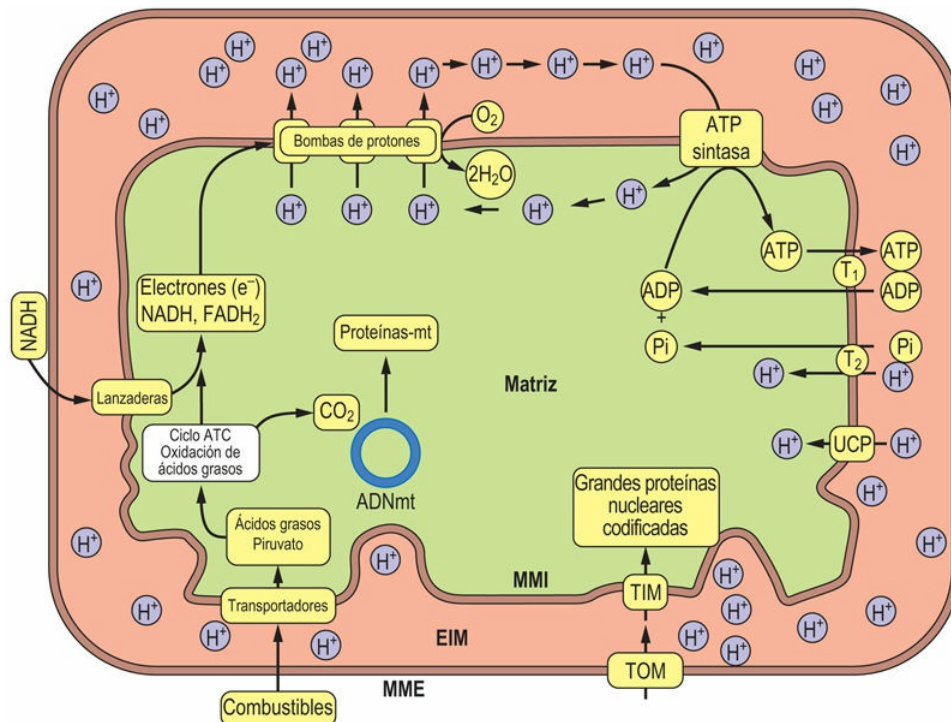 H⁺ H⁺ H⁺ H⁺ H⁺ H⁺
H⁺ H⁺ H⁺ H⁺ H⁺ H⁺ H⁺ H⁺ H⁺
H⁺ H⁺ H⁺
H⁺ H⁺
Bombas de protones
O₂
2H₂O
ATP
sintasa
H⁺ H⁺ H⁺ H⁺ H⁺
ATP
ATP
T₁
ADP
ADP
+
Pi
Pi
T₂
H⁺
H⁺
H⁺
UCP
H⁺
H⁺
NADH
Electrones (e⁻)
NADH, FADH₂
Lanzaderas
Proteínas-mt
Matriz
CO₂
Ciclo ATC
Oxidación de
ácidos grasos
ADNmt
Ácidos grasos
Piruvato
Transportadores
Combustibles
Grandes proteínas
nucleares
codificadas
MMI
TIM
EIM
TOM
MME
H⁺
H⁺ H⁺ H⁺ H⁺
H⁺ H⁺ H⁺ H⁺
H⁺ H⁺ H⁺ H⁺
H⁺